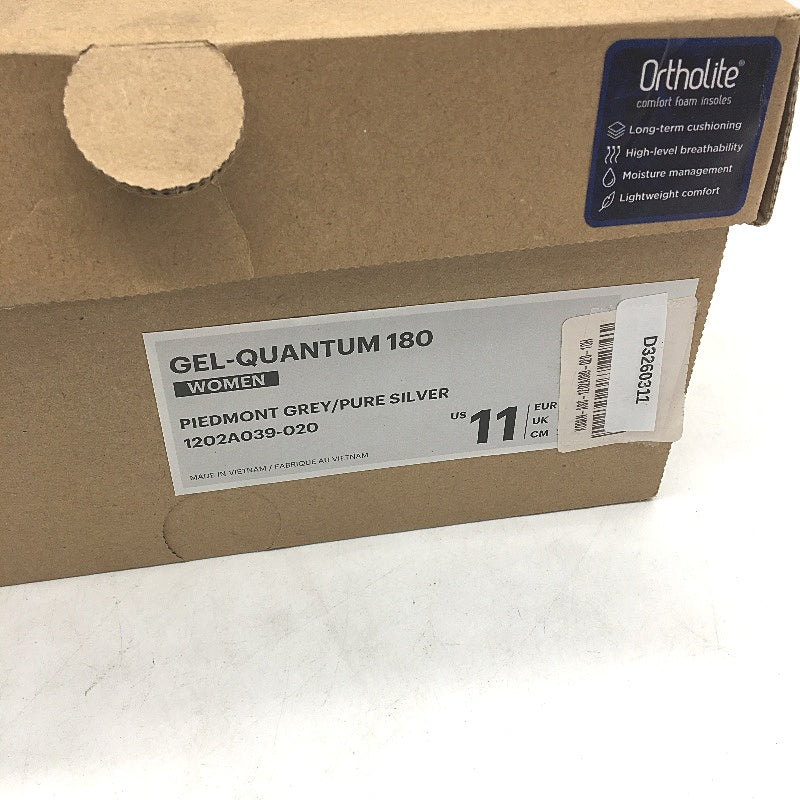 Ortholite®
comfort foam insoles
Long-term cushioning
High-level breathability
Moisture management
Lightweight comfort
GEL-QUANTUM 180
WOMEN
PIEDMONT GREY/PURE SILVER
1202A039-020
US 11
EUR
UK
CM
MADE IN VIETNAM / FABRIQUE AU VIETNAM
D3260311